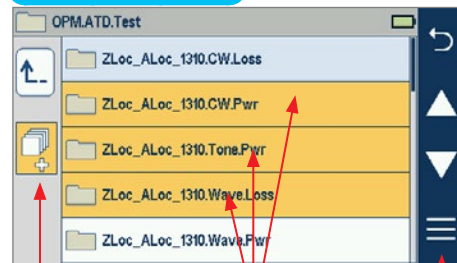 OPM.ATD.Test
ZLoc_ALoc_1310.CW.Loss
ZLoc_ALoc_1310.CW.Pwr
ZLoc_ALoc_1310.Tone.Pwr
ZLoc_ALoc_1310.Wave.Loss
ZLoc_ALoc_1310.Wave.Pwr